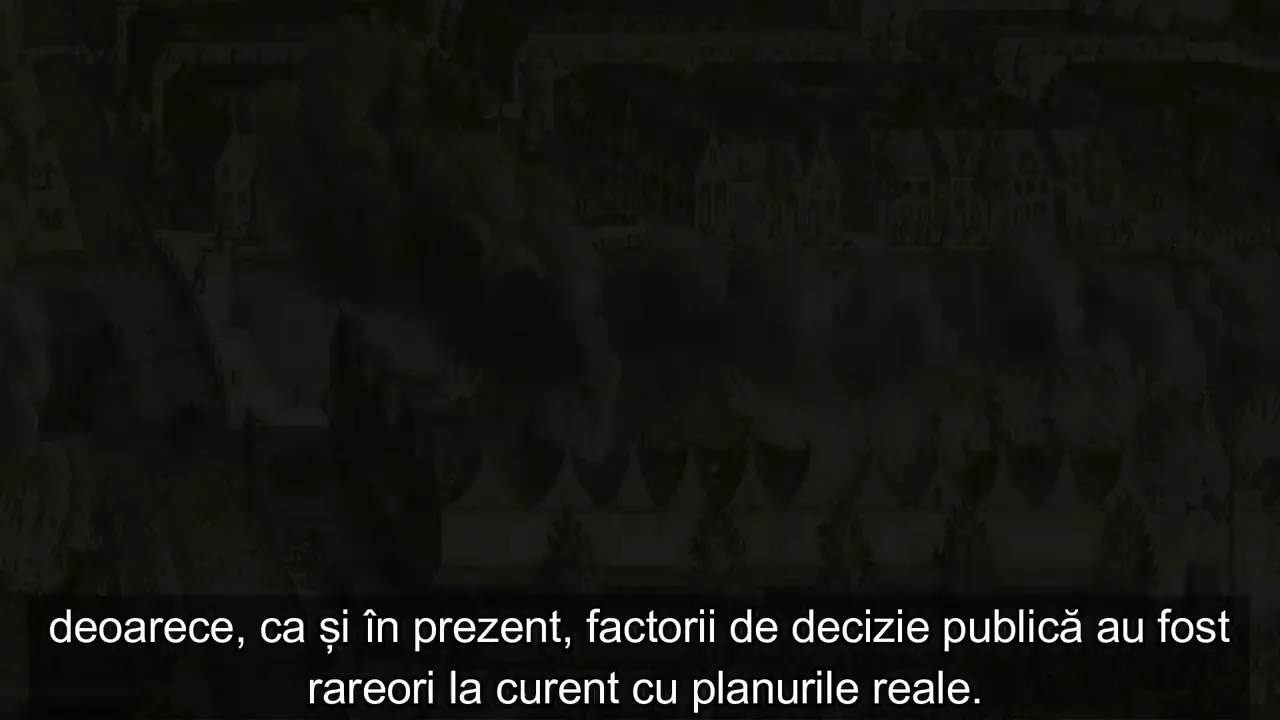 deoarece, ca și în prezent, factorii de decizie publică au fost
rareori la curent cu planurile reale.